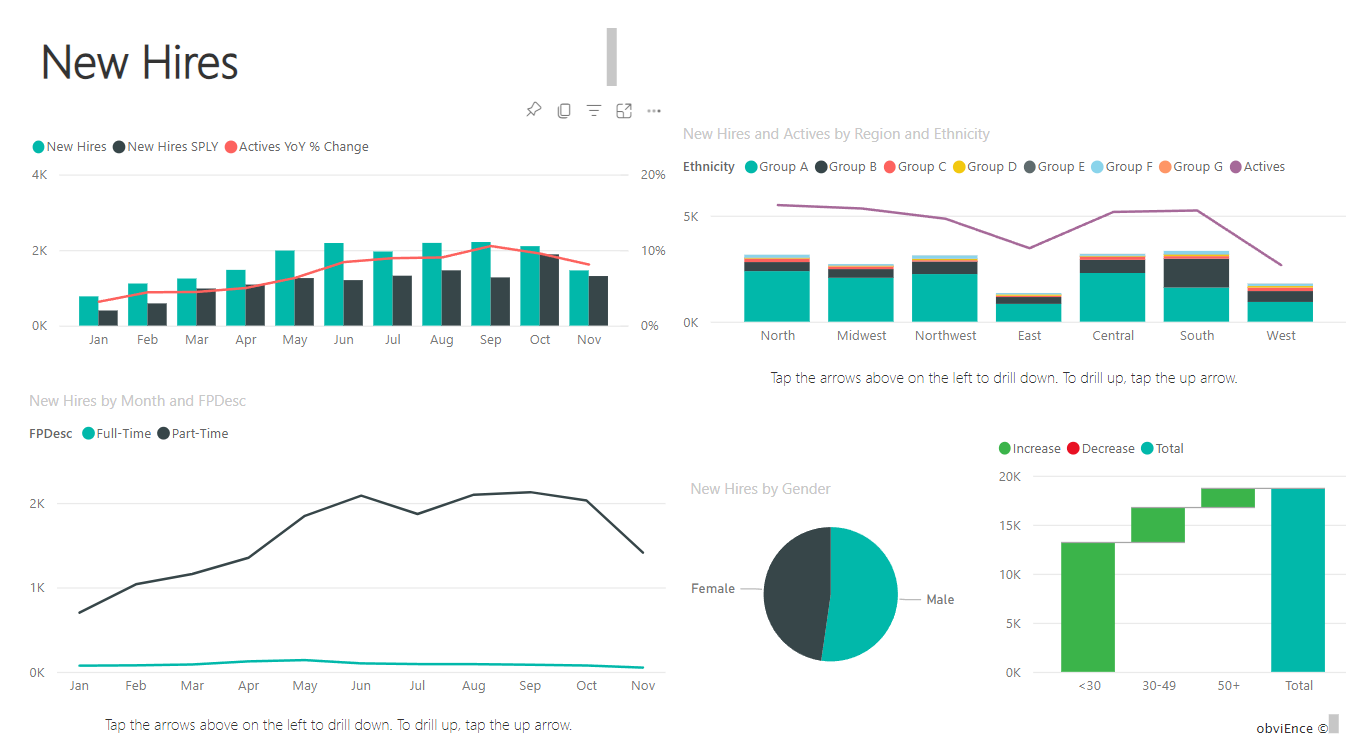 New Hires
New Hires New Hires SPLY Actives YoY % Change
4K 20%
2K 10%
0K 0%
Jan Feb Mar Apr May Jun Jul Aug Sep Oct Nov
New Hires and Actives by Region and Ethnicity
Ethnicity Group A Group B Group C Group D Group E Group F Group G Actives
5K
0K
North Midwest Northwest East Central South West
Tap the arrows above on the left to drill down. To drill up, tap the up arrow.
New Hires by Month and FPDesc
FPDesc Full-Time Part-Time
2K
1K
0K
Jan Feb Mar Apr May Jun Jul Aug Sep Oct Nov
Tap the arrows above on the left to drill down. To drill up, tap the up arrow.
New Hires by Gender
Female
Male
Increase Decrease Total
20K
15K
10K
5K
0K
<30 30-49 50+ Total
obviEnce ©